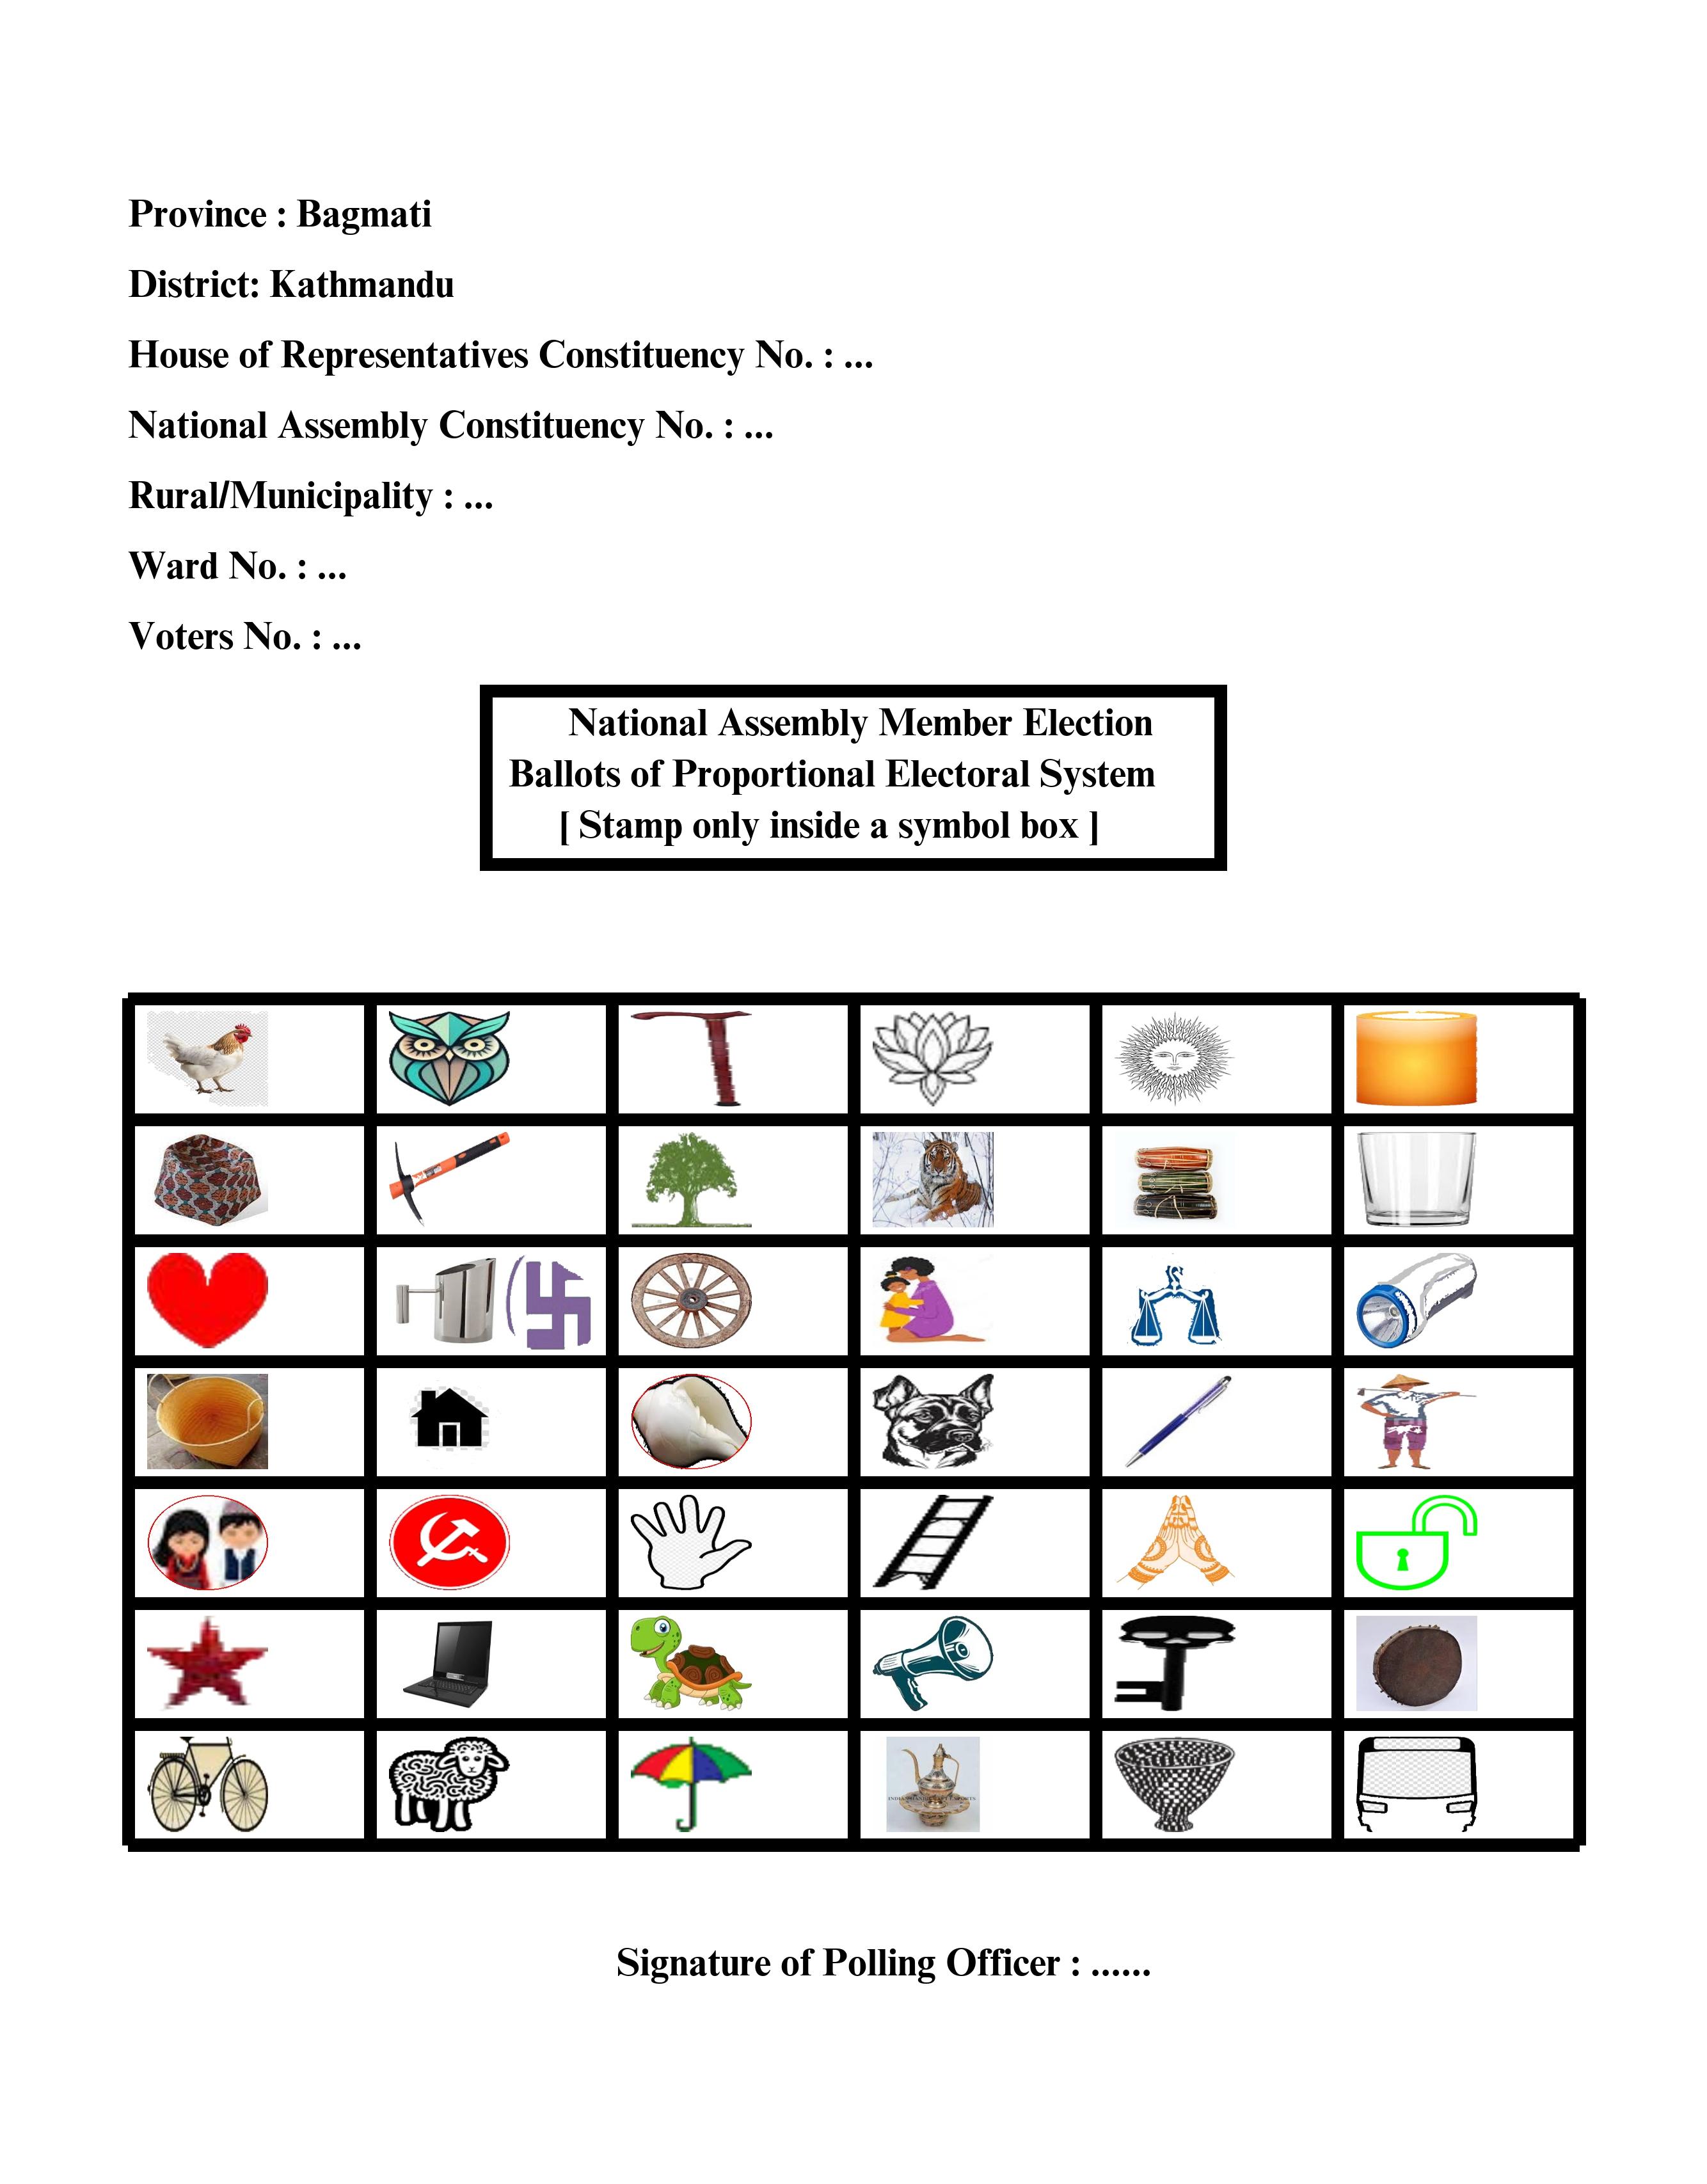 Province : Bagmati
District: Kathmandu
House of Representatives Constituency No. : ...
National Assembly Constituency No. : ...
Rural/Municipality : ...
Ward No. : ...
Voters No. : ...
National Assembly Member Election
Ballots of Proportional Electoral System
[ Stamp only inside a symbol box ]
Signature of Polling Officer : ......